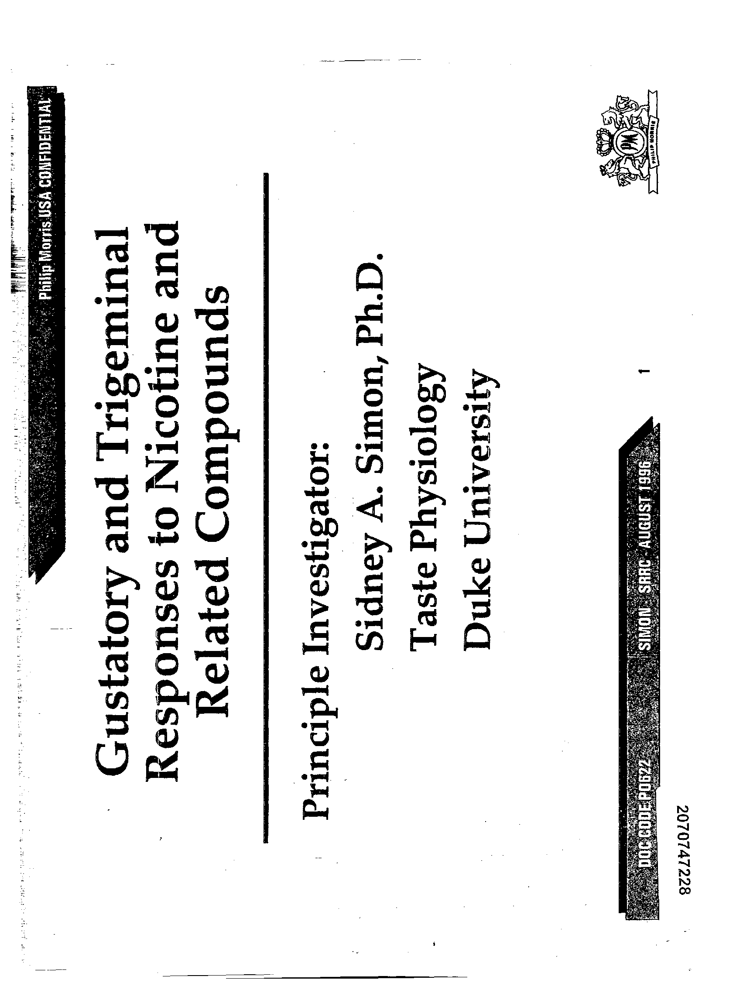 Philip Morris USA CONFIDENTIAL
Gustatory and Trigeminal
Responses to Nicotine and
Related Compounds
Principle Investigator:
Sidney A. Simon, Ph.D.
Taste Physiology
Duke University
DOC CODE P0622
SIMON - SRRC - AUGUST 1996
1
PM
PHILIP MORRIS
2070747228